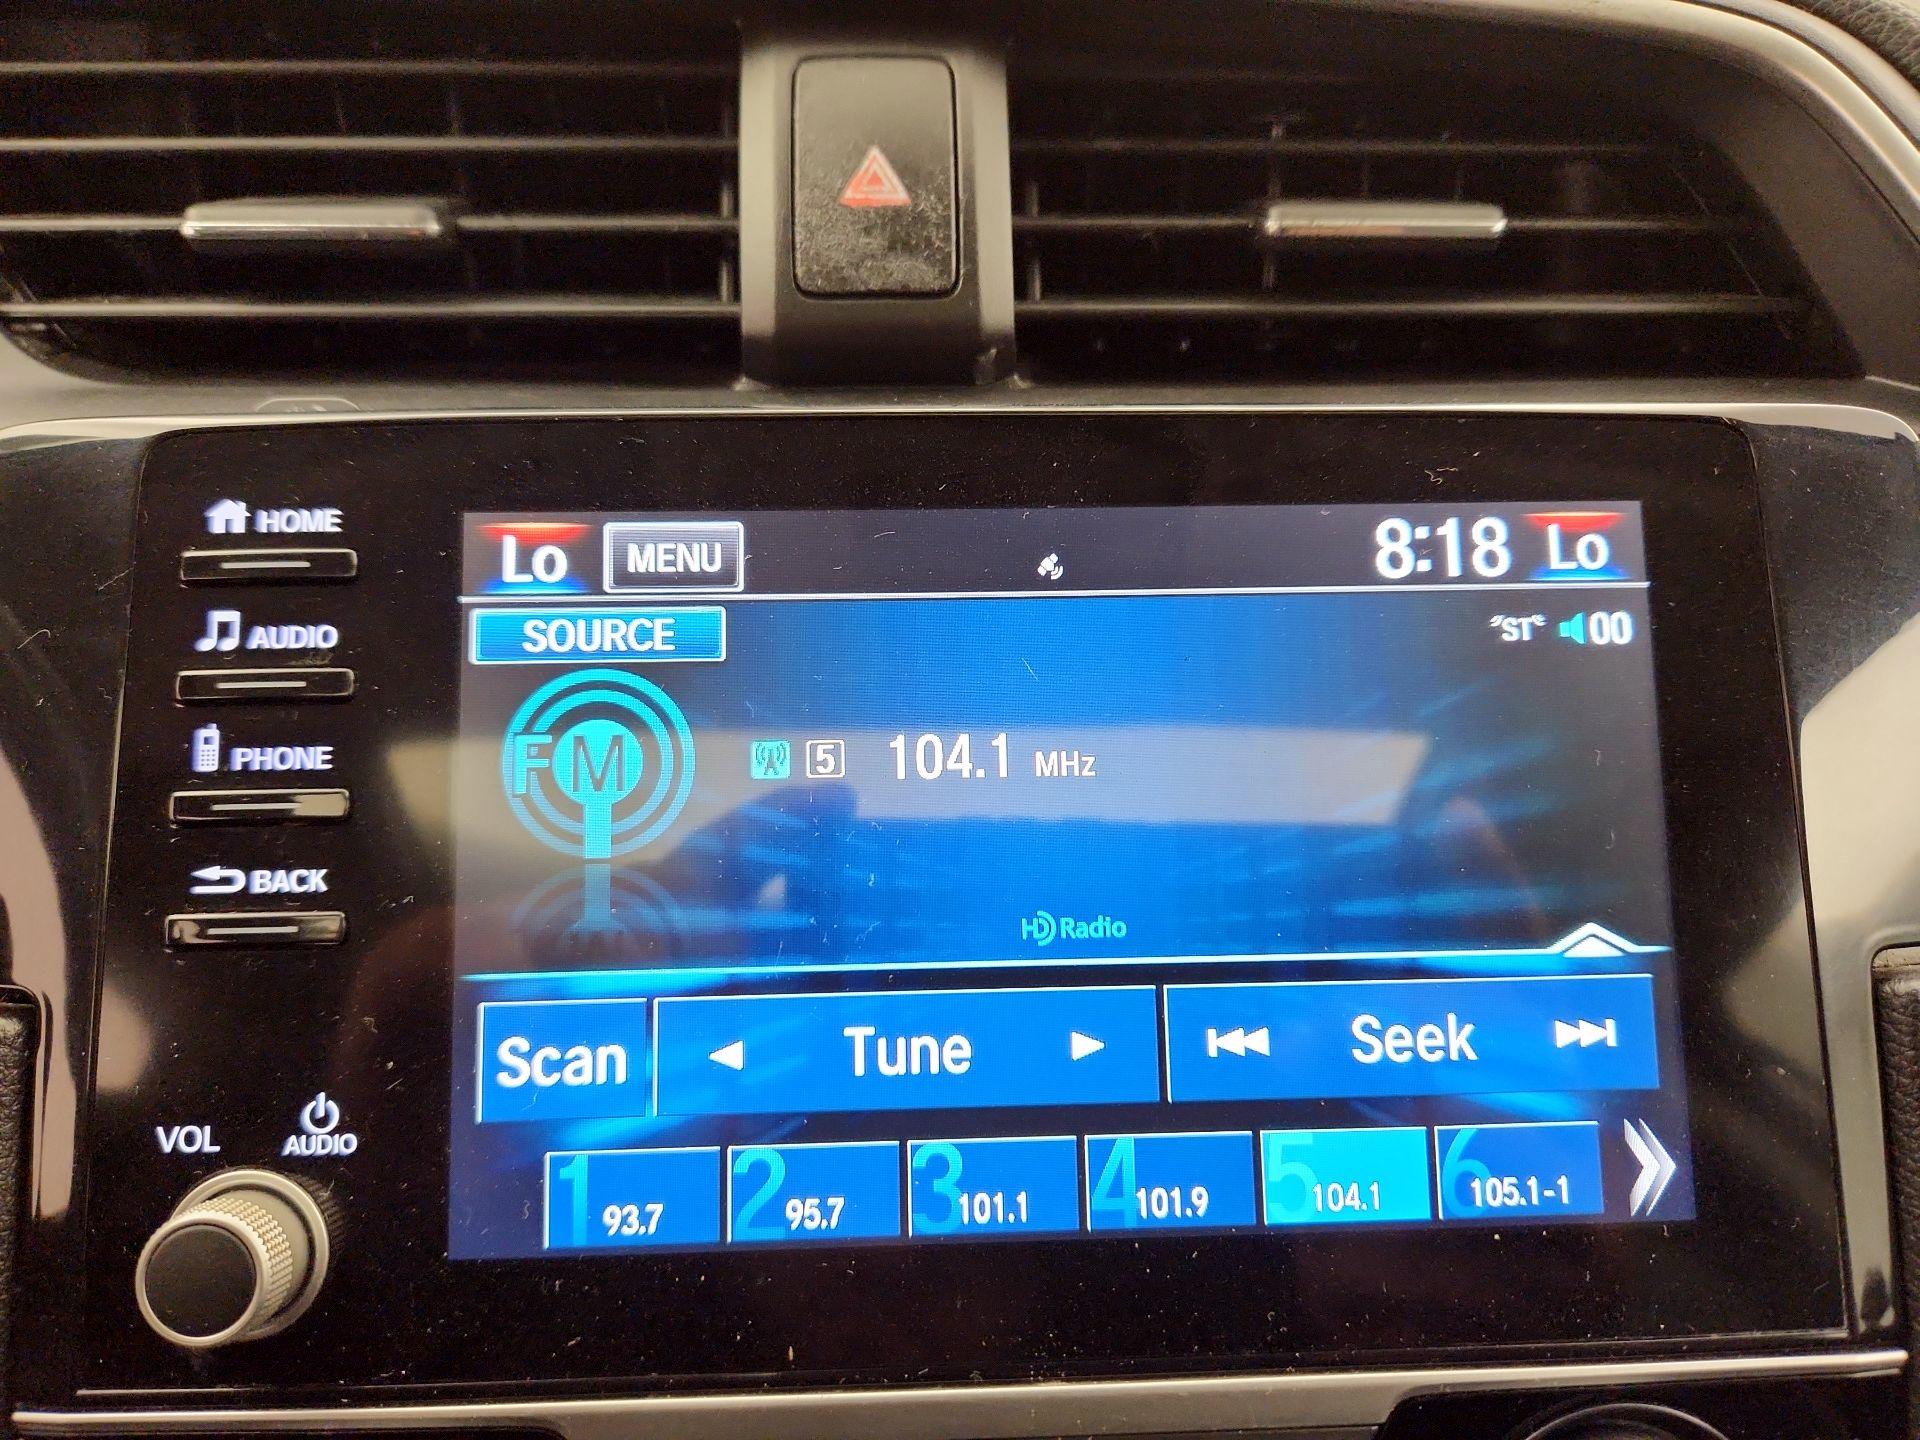 HOME
AUDIO
PHONE
BACK
VOL
AUDIO
Lo MENU 8:18 Lo
SOURCE "ST" 00
FM 5 104.1 MHz
HD Radio
Scan Tune Seek
1 93.7 2 95.7 3 101.1 4 101.9 5 104.1 6 105.1-1